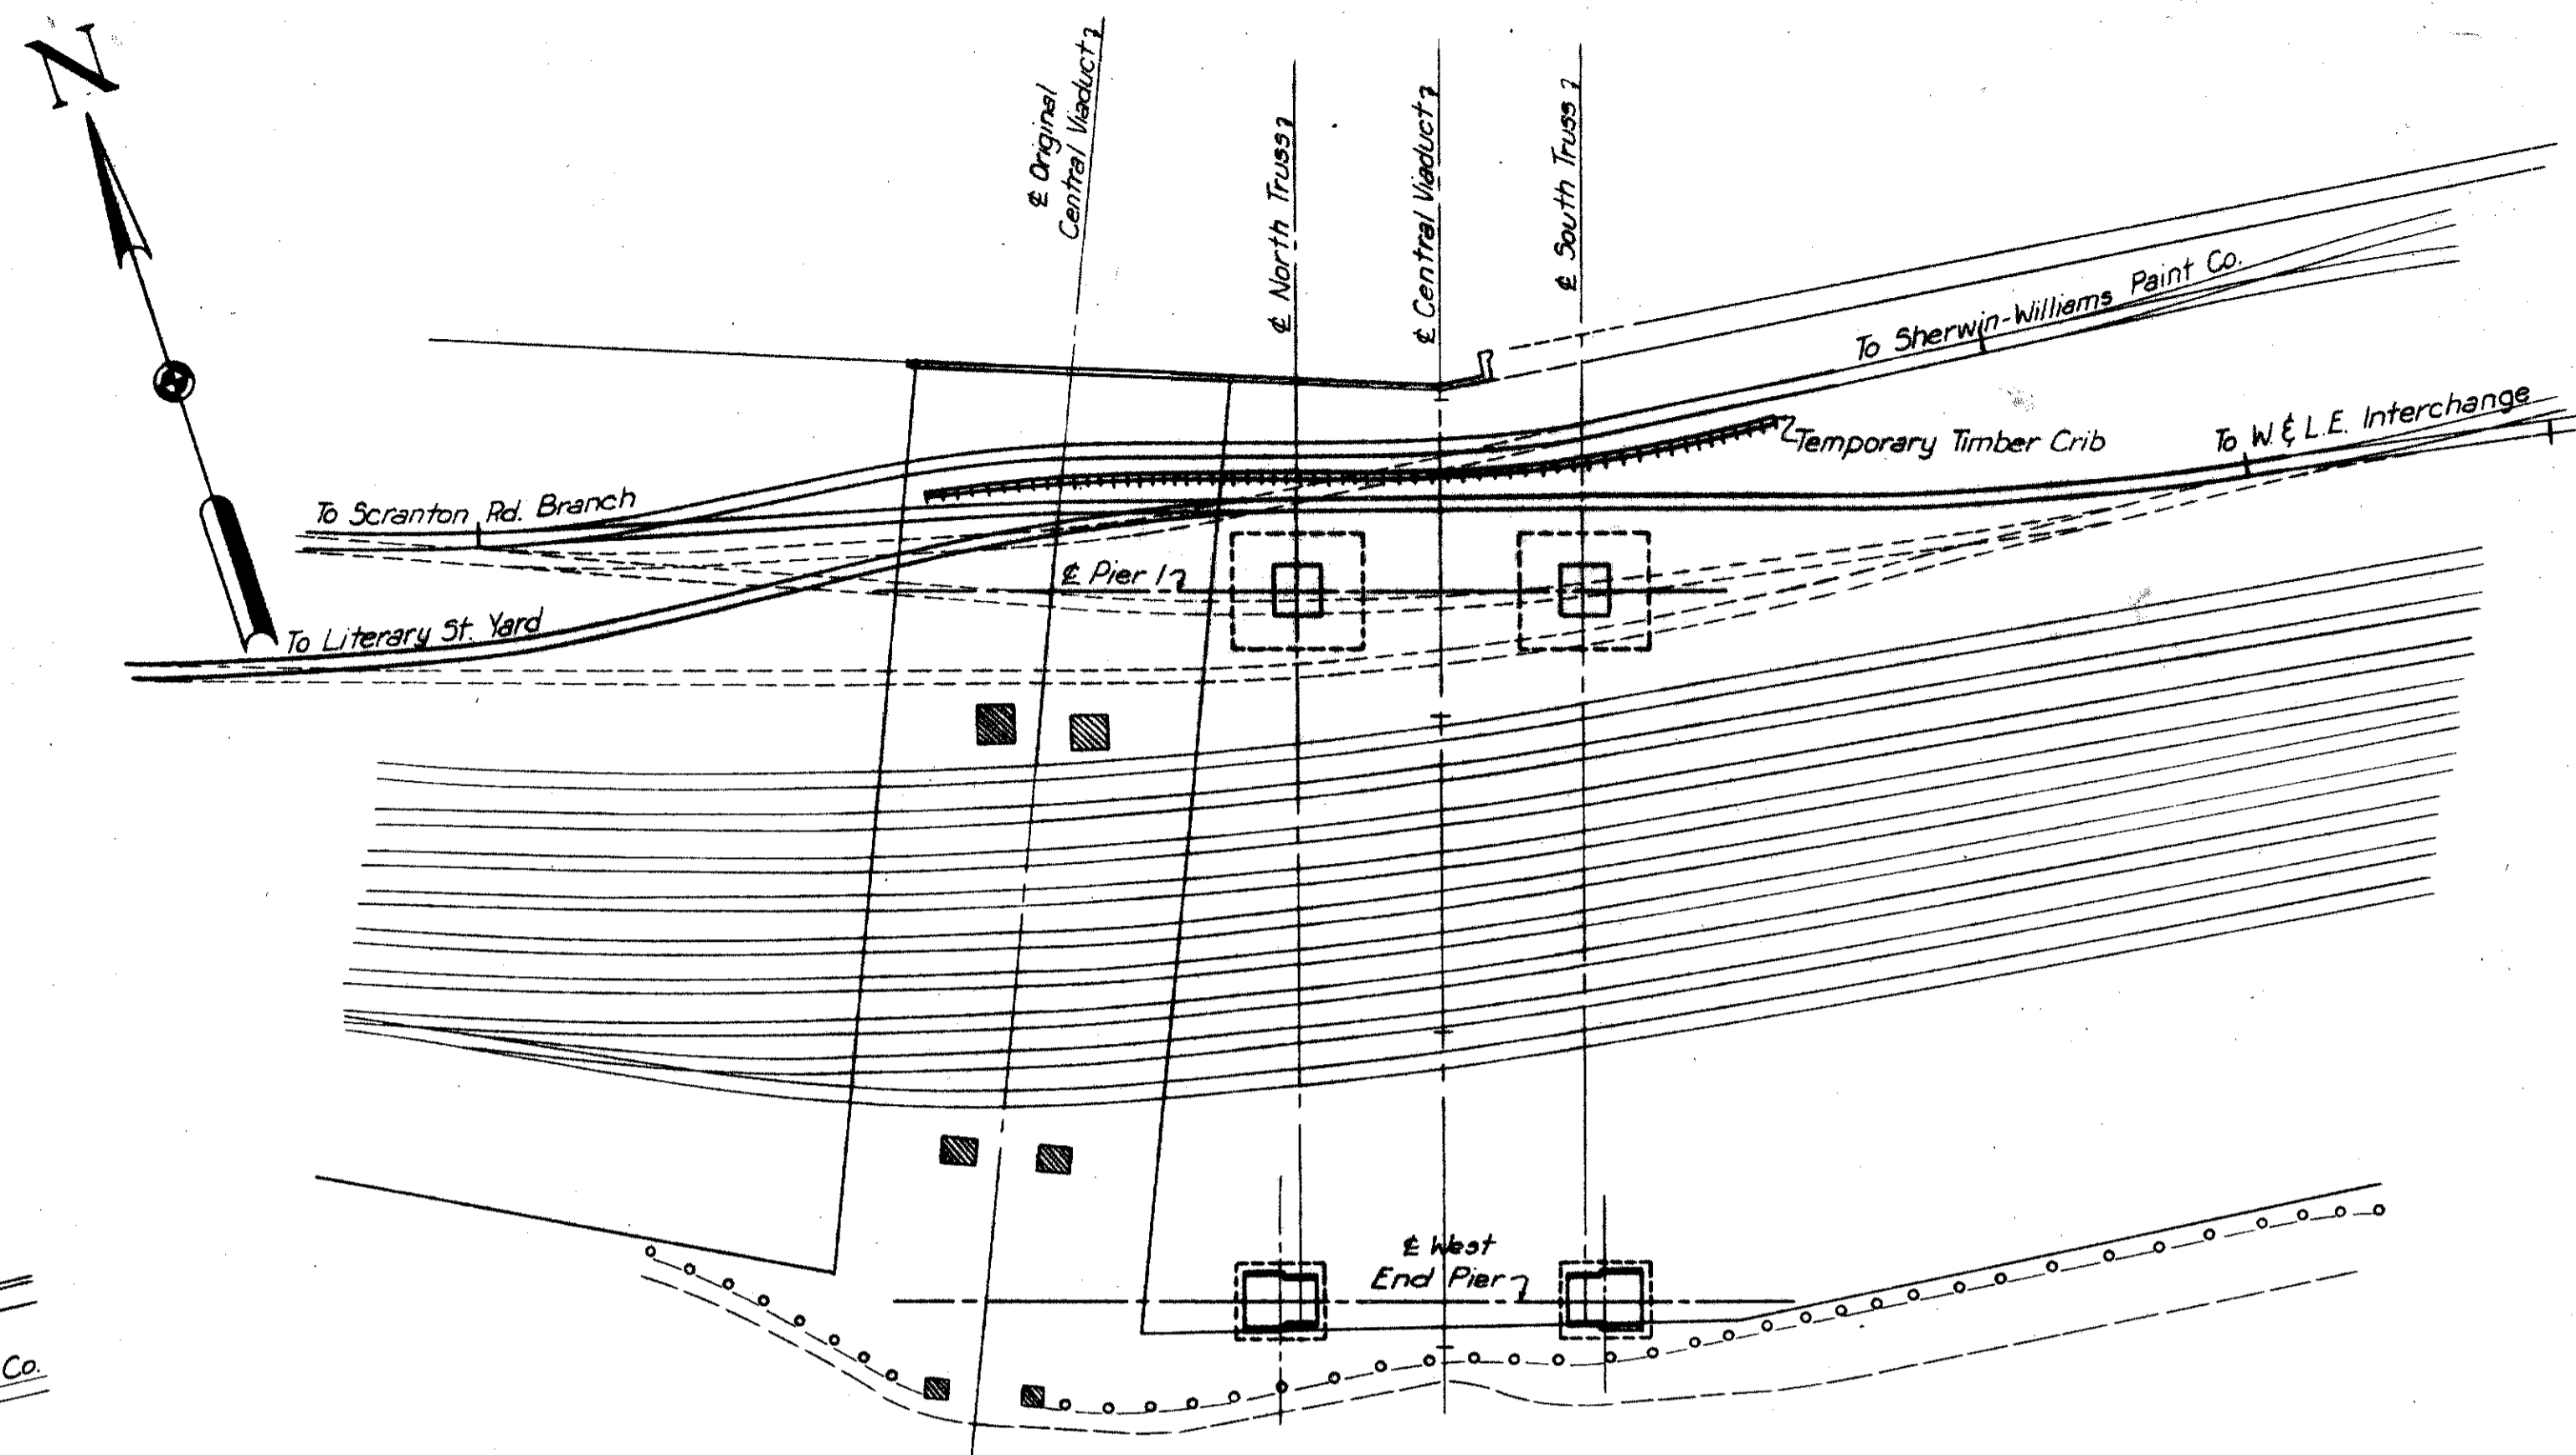 N
℄ Original
Central Viaduct
℄ North Truss
℄ Central Viaduct
℄ South Truss
To Sherwin-Williams Paint Co.
To W. & L.E. Interchange
Temporary Timber Crib
To Scranton Rd. Branch
℄ Pier 1
To Literary St. Yard
℄ West
End Pier
Co.